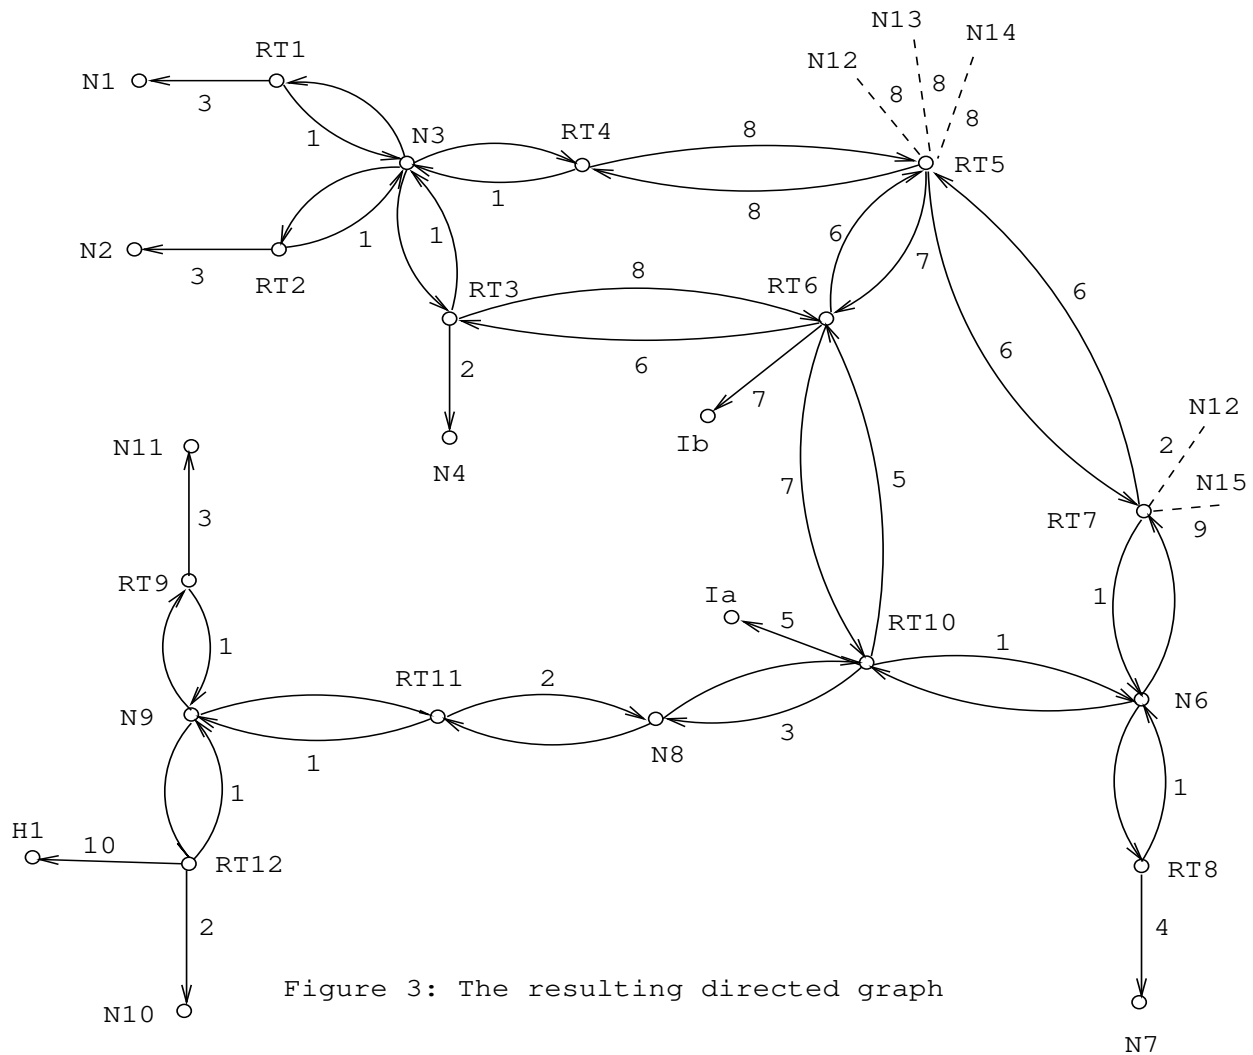 N13
N14
RT1
N12
8
N1
8
3
8
1
N3
RT4
8
RT5
1
8
1
1
N2
3
RT2
6
7
8
RT3
RT6
6
6
6
2
7
N12
N11
Ib
2
N4
7
5
N15
3
RT7
9
RT9
Ia
5
RT10
1
1
1
RT11
2
N9
N8
3
N6
1
1
1
H1
10
RT12
RT8
2
4
Figure 3: The resulting directed graph
N10
N7